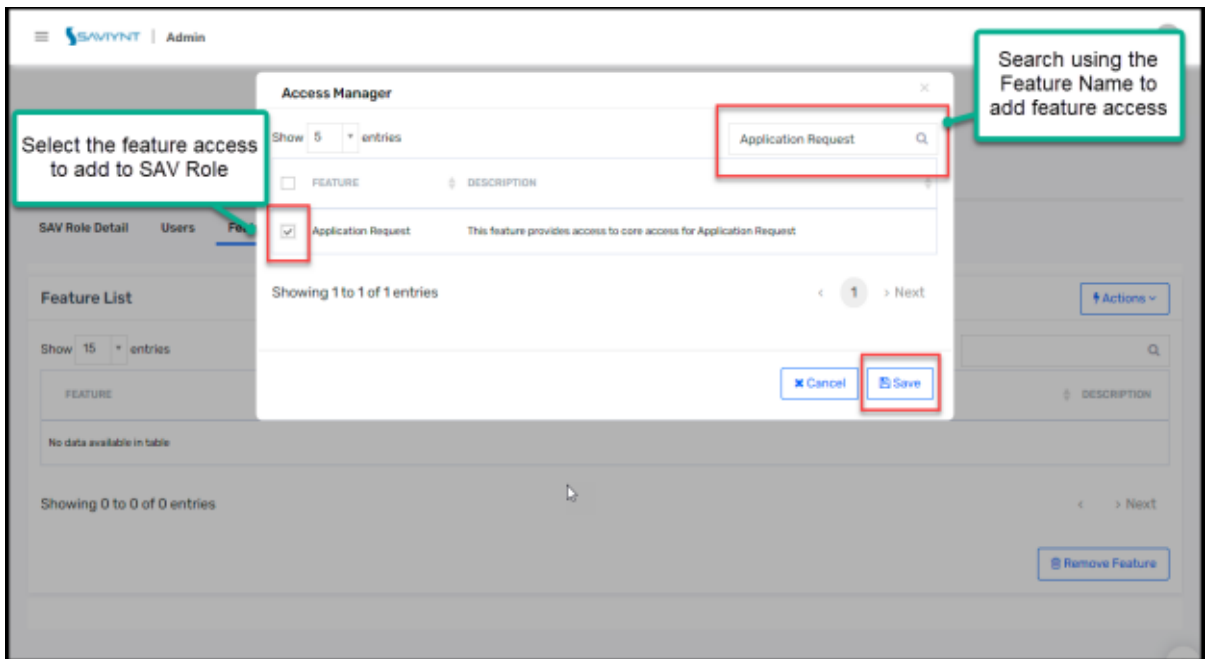 SAVIYNT | Admin
Search using the
Feature Name to
add feature access
Access Manager
Select the feature access
to add to SAV Role
Show 5 entries
Application Request
FEATURE DESCRIPTION
SAV Role Detail Users
Application Request This feature provides access to core access for Application Request
Showing 1 to 1 of 1 entries
< 1 > Next
Feature List
Actions
Show 15 entries
Cancel Save
FEATURE DESCRIPTION
No data available in table
Showing 0 to 0 of 0 entries
< > Next
Remove Feature